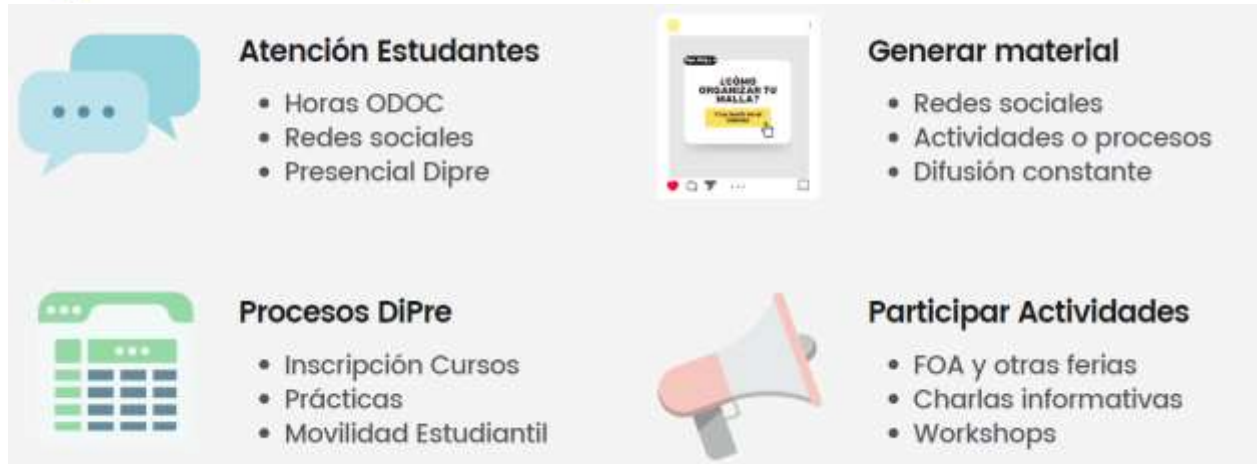 Atención Estudiantes
• Horas ODOC
• Redes sociales
• Presencial Dipre
¿CÓMO
ORGANIZAR TU
MALLA?
Generar material
• Redes sociales
• Actividades o procesos
• Difusión constante
Procesos DiPre
• Inscripción Cursos
• Prácticas
• Movilidad Estudiantil
Participar Actividades
• FOA y otras ferias
• Charlas informativas
• Workshops